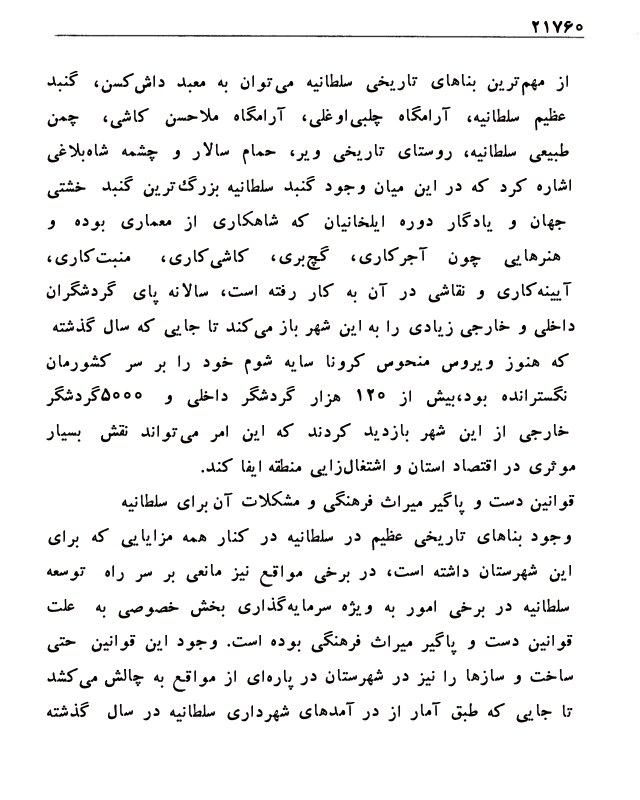 ۲۱۷۶۰
از مهم‌ترین بناهای تاریخی سلطانیه می‌توان به معبد داش‌کسن، گنبد
عظیم سلطانیه، آرامگاه چلبی‌اوغلی، آرامگاه ملاحسن کاشی، چمن
طبیعی سلطانیه، روستای تاریخی ویر، حمام سالار و چشمه شاه‌بلاغی
اشاره کرد که در این میان وجود گنبد سلطانیه بزرگ‌ترین گنبد خشتی
جهان و یادگار دوره ایلخانیان که شاهکاری از معماری بوده و
هنرهایی چون آجرکاری، گچ‌بری، کاشی‌کاری، منبت‌کاری،
آیینه‌کاری و نقاشی در آن به کار رفته است، سالانه پای گردشگران
داخلی و خارجی زیادی را به این شهر باز می‌کند تا جایی که سال گذشته
که هنوز ویروس منحوس کرونا سایه شوم خود را بر سر کشورمان
نگسترانده بود،بیش از ۱۲۰ هزار گردشگر داخلی و ۵۰۰۰گردشگر
خارجی از این شهر بازدید کردند که این امر می‌تواند نقش بسیار
موثری در اقتصاد استان و اشتغال‌زایی منطقه ایفا کند.
قوانین دست و پاگیر میراث فرهنگی و مشکلات آن برای سلطانیه
وجود بناهای تاریخی عظیم در سلطانیه در کنار همه مزایایی که برای
این شهرستان داشته است، در برخی مواقع نیز مانعی بر سر راه توسعه
سلطانیه در برخی امور به ویژه سرمایه‌گذاری بخش خصوصی به علت
قوانین دست و پاگیر میراث فرهنگی بوده است. وجود این قوانین حتی
ساخت و سازها را نیز در شهرستان در پاره‌ای از مواقع به چالش می‌کشد
تا جایی که طبق آمار از در آمدهای شهرداری سلطانیه در سال گذشته